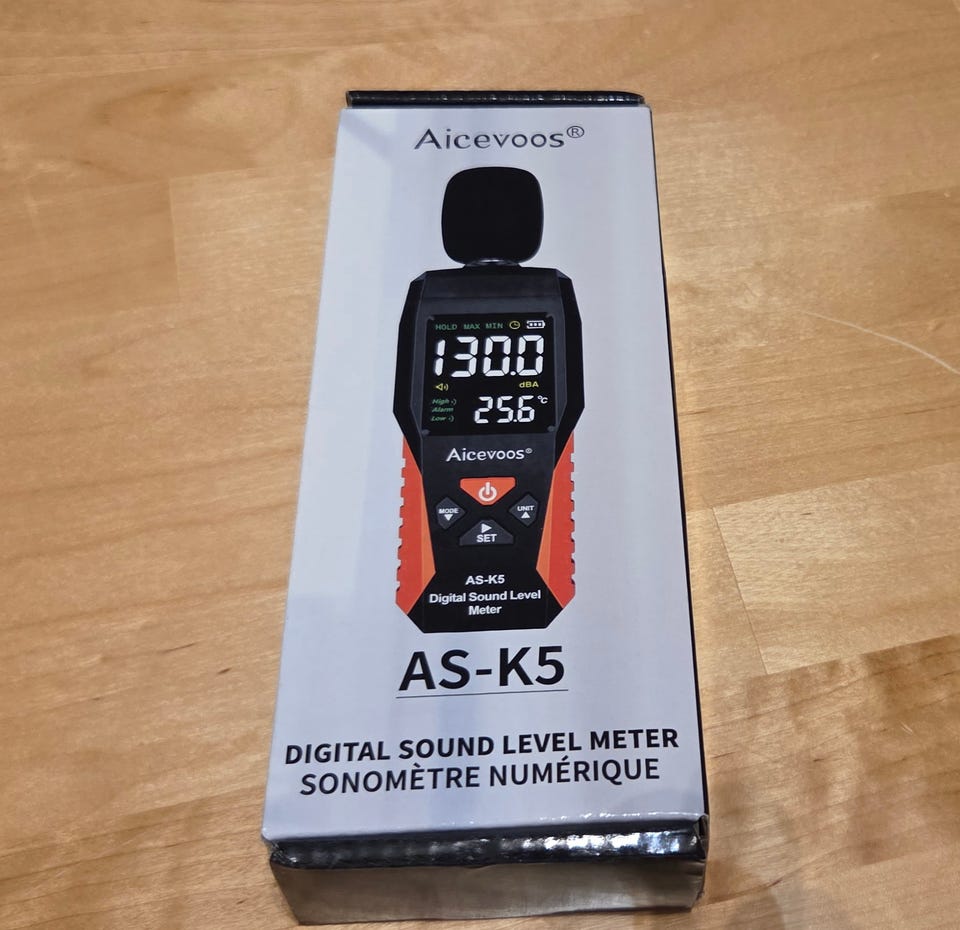 Aicevoos®
HOLD MAX MIN
130.0
dBA
High
Alarm
Low
25.6 °C
Aicevoos®
MODE
UNIT
SET
AS-K5
Digital Sound Level
Meter
AS-K5
DIGITAL SOUND LEVEL METER
SONOMÈTRE NUMÉRIQUE